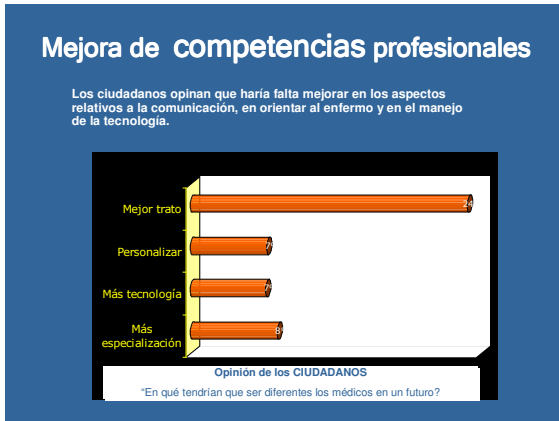 Mejora de competencias profesionales
Los ciudadanos opinan que haría falta mejorar en los aspectos
relativos a la comunicación, en orientar al enfermo y en el manejo
de la tecnología.
Mejor trato
24
Personalizar
7
Más tecnología
7
Más
especialización
8
Opinión de los CIUDADANOS
“En qué tendrían que ser diferentes los médicos en un futuro?